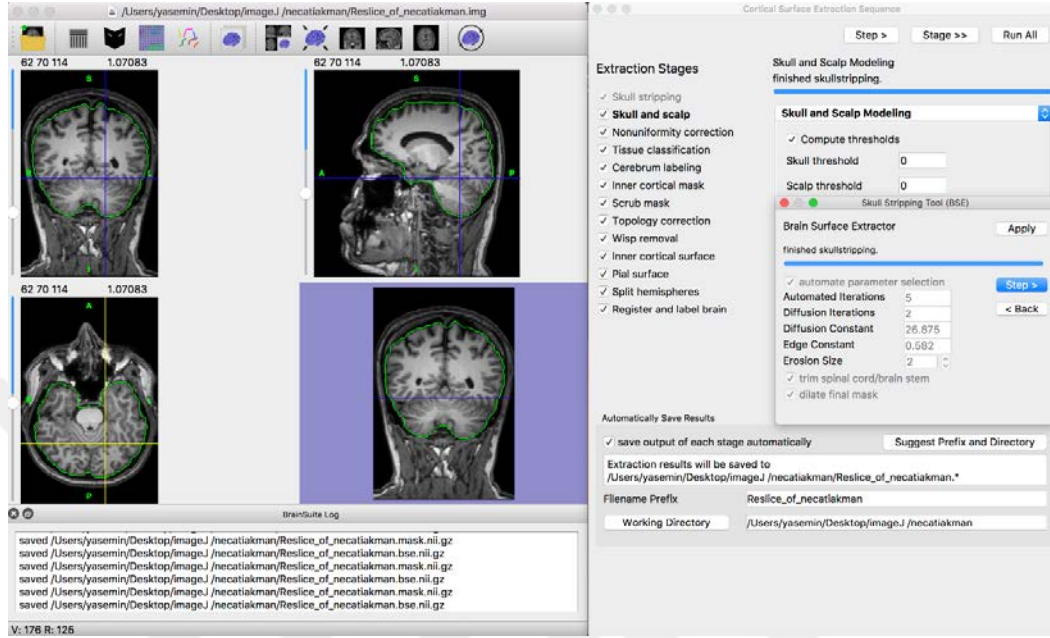 /Users/yasemin/Desktop/imageJ /necatiakman/Reslice_of_necatiakman.img
62 70 114 1.07083
S
R
L
I
62 70 114 1.07083
S
A
P
I
62 70 114 1.07083
A
R
P
BrainSuite Log
saved /Users/yasemin/Desktop/imageJ /necatiakman/Reslice_of_necatiakman.mask.nii.gz
saved /Users/yasemin/Desktop/imageJ /necatiakman/Reslice_of_necatiakman.bse.nii.gz
saved /Users/yasemin/Desktop/imageJ /necatiakman/Reslice_of_necatiakman.mask.nii.gz
saved /Users/yasemin/Desktop/imageJ /necatiakman/Reslice_of_necatiakman.bse.nii.gz
saved /Users/yasemin/Desktop/imageJ /necatiakman/Reslice_of_necatiakman.mask.nii.gz
saved /Users/yasemin/Desktop/imageJ /necatiakman/Reslice_of_necatiakman.bse.nii.gz
V: 176 R: 125
Cortical Surface Extraction Sequence
Step >
Stage >>
Run All
Extraction Stages
Skull stripping
Skull and scalp
Nonuniformity correction
Tissue classification
Cerebrum labeling
Inner cortical mask
Scrub mask
Topology correction
Wisp removal
Inner cortical surface
Pial surface
Split hemispheres
Register and label brain
Skull and Scalp Modeling
finished skullstripping.
Skull and Scalp Modeling
Compute thresholds
Skull threshold 0
Scalp threshold 0
Skull Stripping Tool (BSE)
Brain Surface Extractor
Apply
finished skullstripping.
automate parameter selection
Step >
Automated Iterations 5
Diffusion Iterations 2
< Back
Diffusion Constant 26.875
Edge Constant 0.582
Erosion Size 2
trim spinal cord/brain stem
dilate final mask
Automatically Save Results
save output of each stage automatically
Suggest Prefix and Directory
Extraction results will be saved to
/Users/yasemin/Desktop/imageJ /necatiakman/Reslice_of_necatiakman.*
Filename Prefix Reslice_of_necatiakman
Working Directory /Users/yasemin/Desktop/imageJ /necatiakman